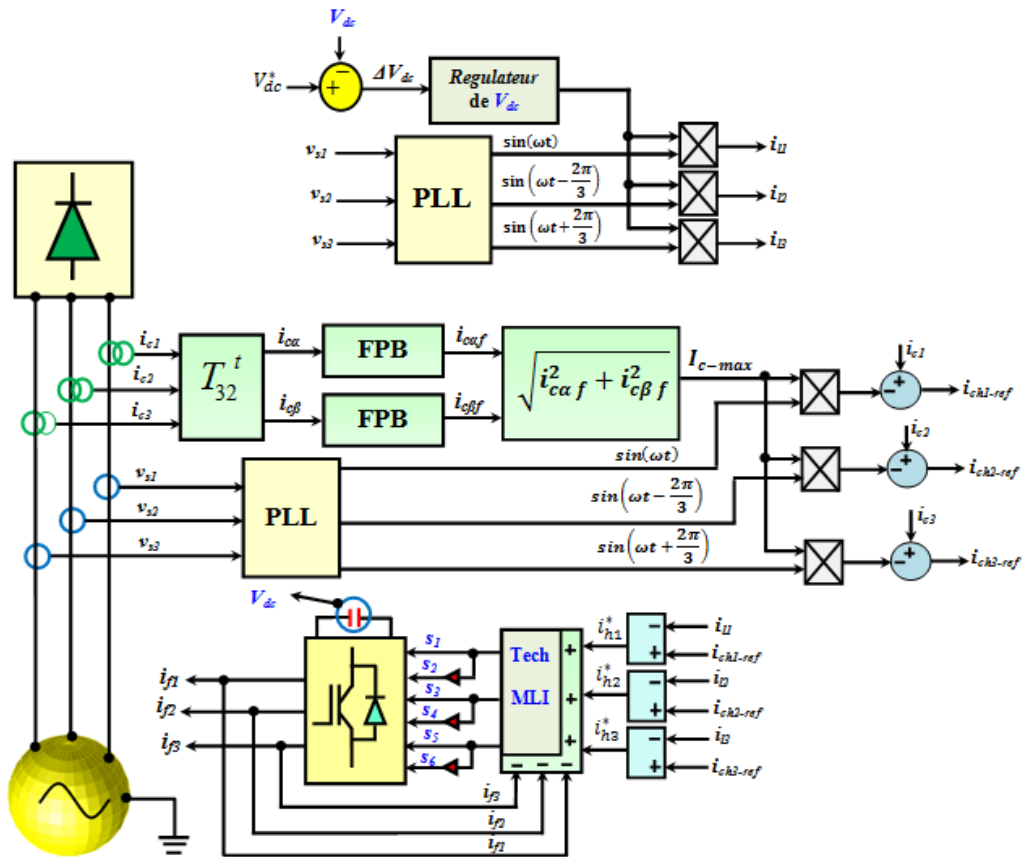 V_dc
V*_dc
−
+
ΔV_dc
Regulateur
de V_dc
v_s1
v_s2
v_s3
PLL
sin(ωt)
sin(ωt − 2π/3)
sin(ωt + 2π/3)
i_l1
i_l2
i_l3
i_c1
i_c2
i_c3
T_32^t
i_cα
i_cβ
FPB
FPB
i_cαf
i_cβf
√(i²_cα f + i²_cβ f)
I_c−max
i_c1
−
+
i_ch1-ref
i_c2
−
+
i_ch2-ref
i_c3
−
+
i_ch3-ref
v_s1
v_s2
v_s3
PLL
sin(ωt)
sin(ωt − 2π/3)
sin(ωt + 2π/3)
V_dc
i_f1
i_f2
i_f3
s_1
s_2
s_3
s_4
s_5
s_6
Tech
MLI
+
+
+
− − −
i*_h1
i*_h2
i*_h3
− i_l1
+ i_ch1-ref
− i_l2
+ i_ch2-ref
− i_l3
+ i_ch3-ref
i_f3
i_f2
i_f1